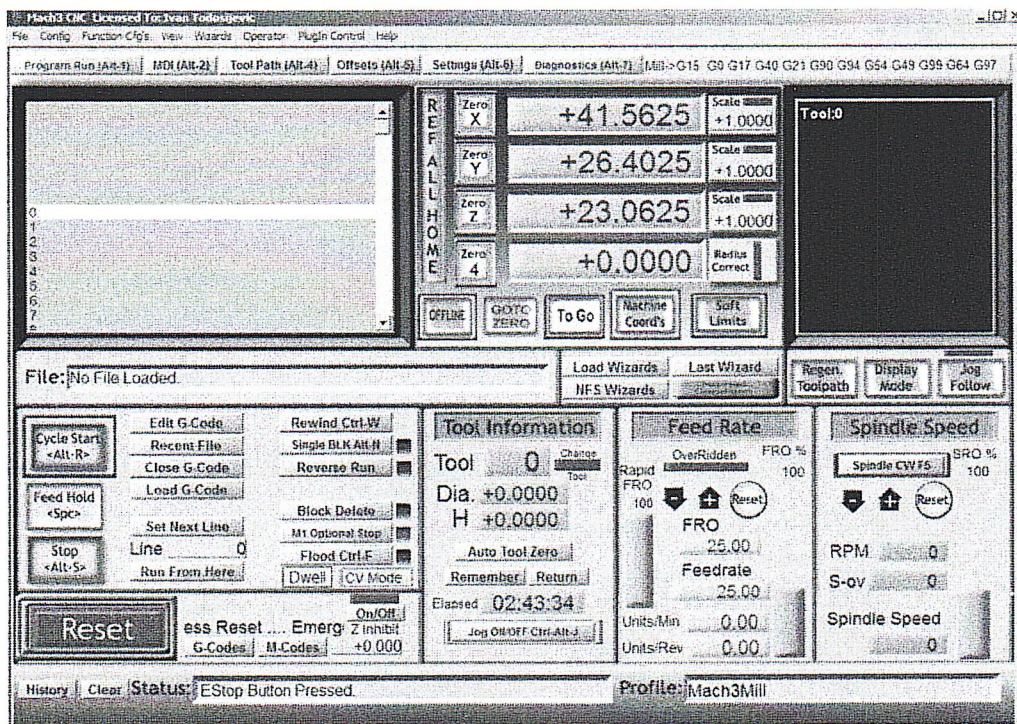 Mach3 CNC Licensed To: Ivan Todosijevic
File Config Function Cfg's View Wizards Operator PlugIn Control Help
Program Run (Alt-1) MDI (Alt-2) Tool Path (Alt-4) Offsets (Alt-5) Settings (Alt-6) Diagnostics (Alt-7) Mill->G15 G0 G17 G40 G21 G90 G94 G54 G49 G99 G64 G97
0
1
2
3
4
5
6
7
8
REF ALL HOME
Zero X +41.5625 Scale +1.0000
Zero Y +26.4025 Scale +1.0000
Zero Z +23.0625 Scale +1.0000
Zero 4 +0.0000 Radius Correct
OFFLINE GOTO ZERO To Go Machine Coord's Soft Limits
Tool:0
File: No File Loaded.
Load Wizards Last Wizard
NFS Wizards
Regen. Toolpath Display Mode Jog Follow
Cycle Start <Alt-R>
Feed Hold <Spc>
Stop <Alt-S>
Edit G-Code
Recent File
Close G-Code
Load G-Code
Set Next Line
Line 0
Run From Here
Rewind Ctrl-W
Single BLK Alt-N
Reverse Run
Block Delete
M1 Optional Stop
Flood Ctrl-F
Dwell CV Mode
Reset
ess Reset .... Emerg
G-Codes M-Codes
On/Off
Z Inhibit
+0.000
Tool Information
Tool 0 Change Tool
Dia. +0.0000
H +0.0000
Auto Tool Zero
Remember Return
Elapsed 02:43:34
Jog ON/OFF Ctrl-Alt-J
Feed Rate
OverRidden FRO % 100
Rapid FRO 100
Reset
FRO
25.00
Feedrate
25.00
Units/Min 0.00
Units/Rev 0.00
Spindle Speed
Spindle CW F5 SRO % 100
Reset
RPM 0
S-ov 0
Spindle Speed
0
History Clear Status: EStop Button Pressed. Profile: Mach3Mill